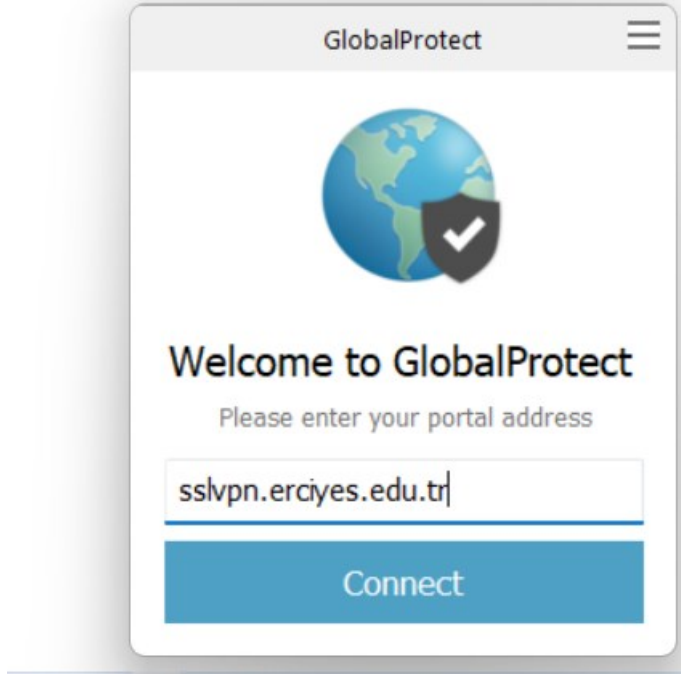 GlobalProtect
Welcome to GlobalProtect
Please enter your portal address
sslvpn.erciyes.edu.tr
Connect